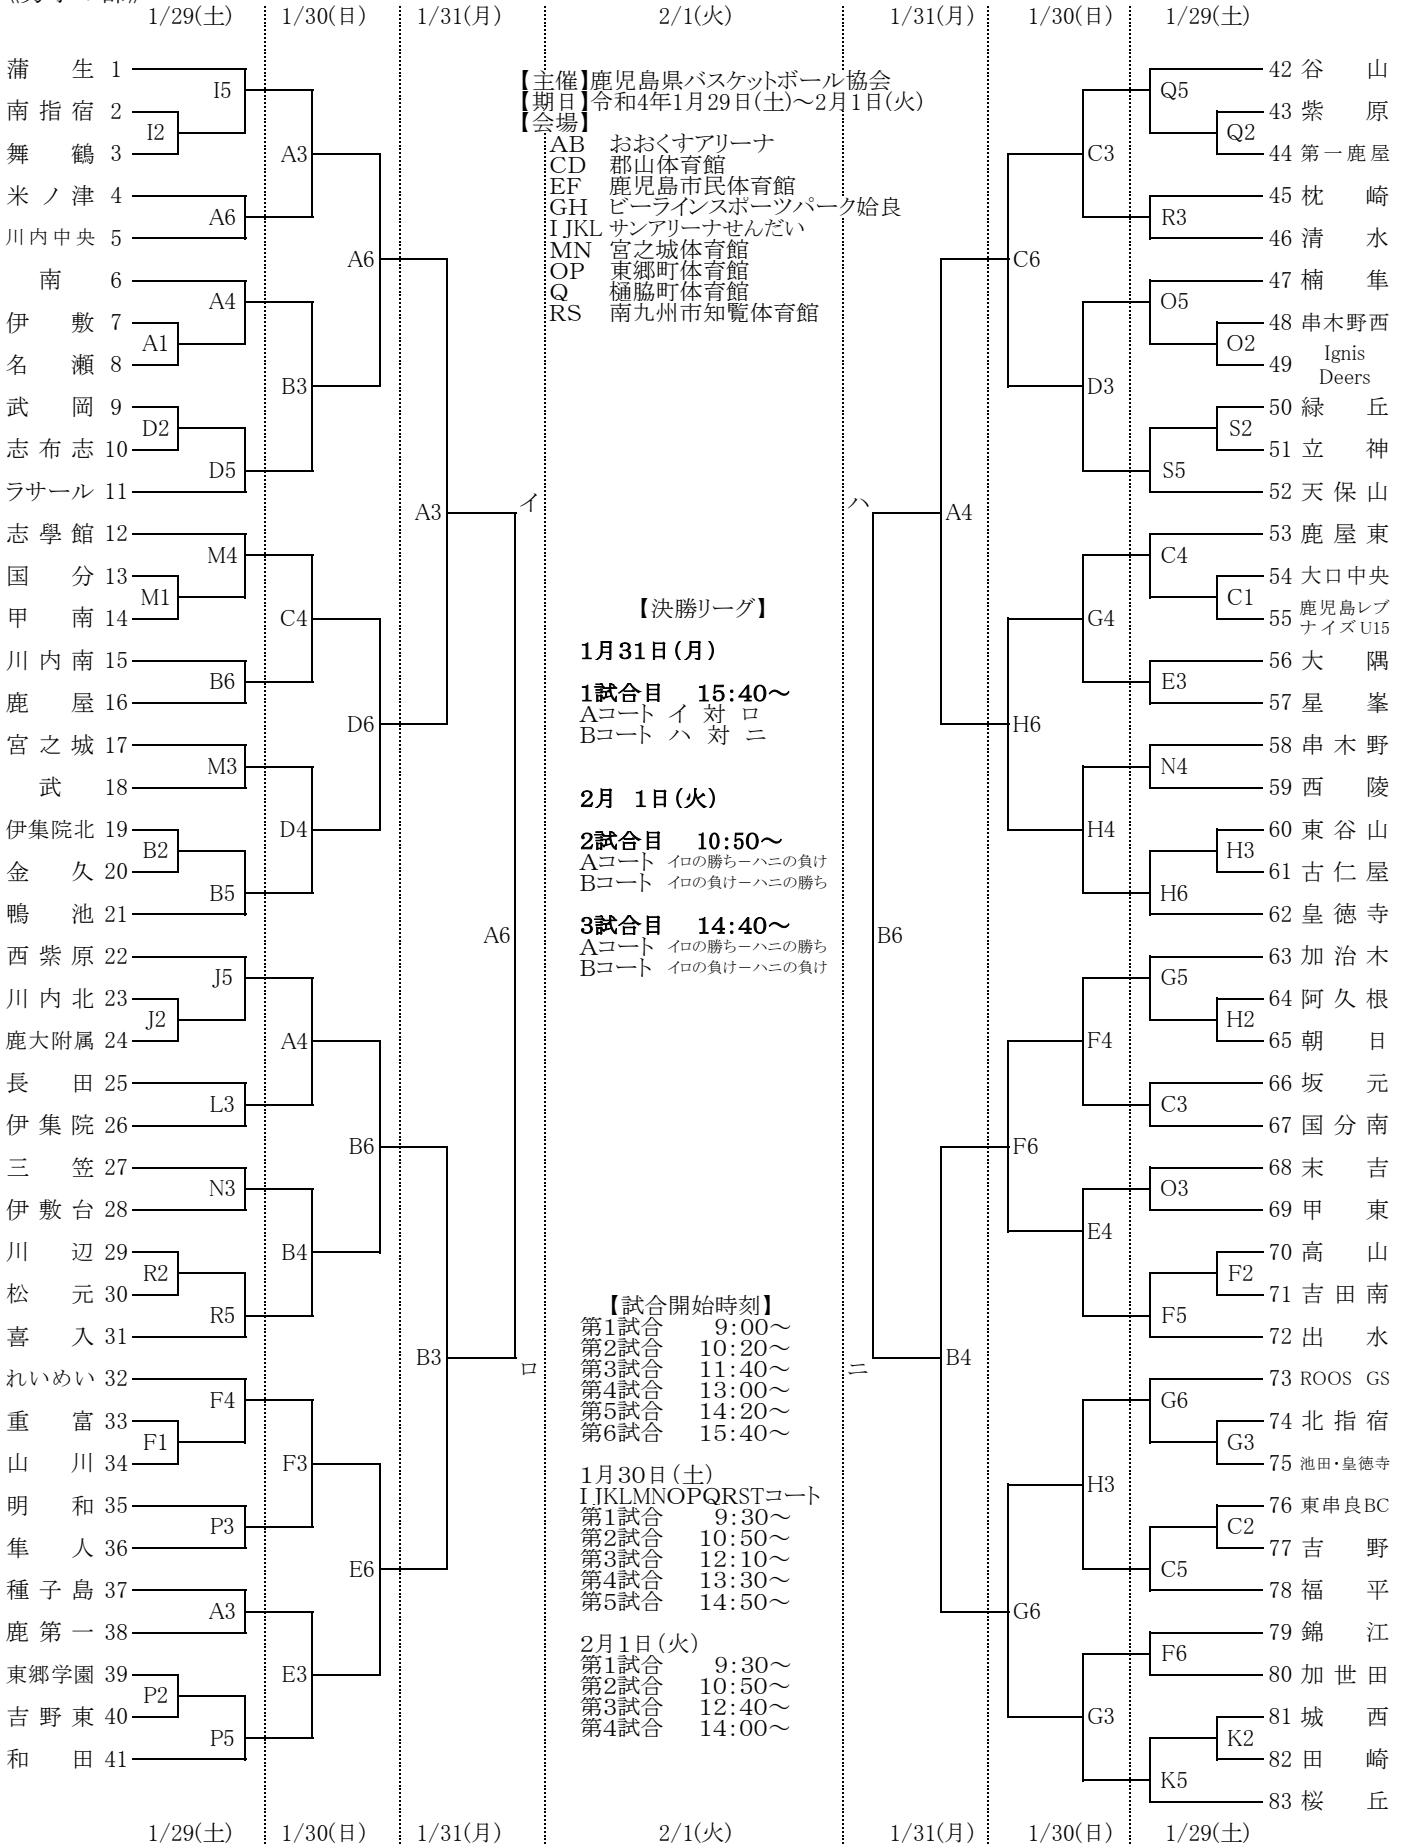 1/29(土) 1/30(日) 1/31(月) 2/1(火) 1/31(月) 1/30(日) 1/29(土)
【主催】鹿児島県バスケットボール協会
【期日】令和4年1月29日(土)～2月1日(火)
【会場】
AB おおくすアリーナ
CD 郡山体育館
EF 鹿児島市民体育館
GH ビーラインスポーツパーク姶良
IJKL サンアリーナせんだい
MN 宮之城体育館
OP 東郷町体育館
Q 樋脇町体育館
RS 南九州市知覧体育館
蒲生 1
I5
南指宿 2
I2
舞鶴 3
A3
米ノ津 4
A6
川内中央 5
A6
南 6
A4
伊敷 7
A1
名瀬 8
B3
武岡 9
D2
志布志 10
D5
ラサール 11
A3
イ
志學館 12
M4
国分 13
M1
甲南 14
C4
川内南 15
B6
鹿屋 16
D6
宮之城 17
M3
武 18
D4
伊集院北 19
B2
金久 20
B5
鴨池 21
A6
西紫原 22
J5
川内北 23
J2
鹿大附属 24
A4
長田 25
L3
伊集院 26
B6
三笠 27
N3
伊敷台 28
B4
川辺 29
R2
松元 30
R5
喜入 31
B3
ロ
れいめい 32
F4
重富 33
F1
山川 34
F3
明和 35
P3
隼人 36
E6
種子島 37
A3
鹿第一 38
E3
東郷学園 39
P2
吉野東 40
P5
和田 41
【決勝リーグ】
1月31日(月)
1試合目 15:40～
Aコート イ 対 ロ
Bコート ハ 対 ニ
2月 1日(火)
2試合目 10:50～
Aコート イロの勝ち－ハニの負け
Bコート イロの負け－ハニの勝ち
3試合目 14:40～
Aコート イロの勝ち－ハニの勝ち
Bコート イロの負け－ハニの負け
【試合開始時刻】
第1試合 9:00～
第2試合 10:20～
第3試合 11:40～
第4試合 13:00～
第5試合 14:20～
第6試合 15:40～
1月30日(土)
IJKLMNOPQRSTコート
第1試合 9:30～
第2試合 10:50～
第3試合 12:10～
第4試合 13:30～
第5試合 14:50～
2月1日(火)
第1試合 9:30～
第2試合 10:50～
第3試合 12:40～
第4試合 14:00～
42 谷山
Q5
43 紫原
Q2
44 第一鹿屋
C3
45 枕崎
R3
46 清水
C6
47 楠隼
O5
48 串木野西
O2
49 Ignis
Deers
D3
50 緑丘
S2
51 立神
S5
52 天保山
ハ
A4
53 鹿屋東
C4
54 大口中央
C1
55 鹿児島レブ
ナイズU15
G4
56 大隅
E3
57 星峯
H6
58 串木野
N4
59 西陵
H4
60 東谷山
H3
61 古仁屋
H6
62 皇徳寺
B6
63 加治木
G5
64 阿久根
H2
65 朝日
F4
66 坂元
C3
67 国分南
F6
68 末吉
O3
69 甲東
E4
70 高山
F2
71 吉田南
F5
72 出水
B4
ニ
73 ROOS GS
G6
74 北指宿
G3
75 池田・皇徳寺
H3
76 東串良BC
C2
77 吉野
C5
78 福平
G6
79 錦江
F6
80 加世田
G3
81 城西
K2
82 田崎
K5
83 桜丘
1/29(土) 1/30(日) 1/31(月) 2/1(火) 1/31(月) 1/30(日) 1/29(土)